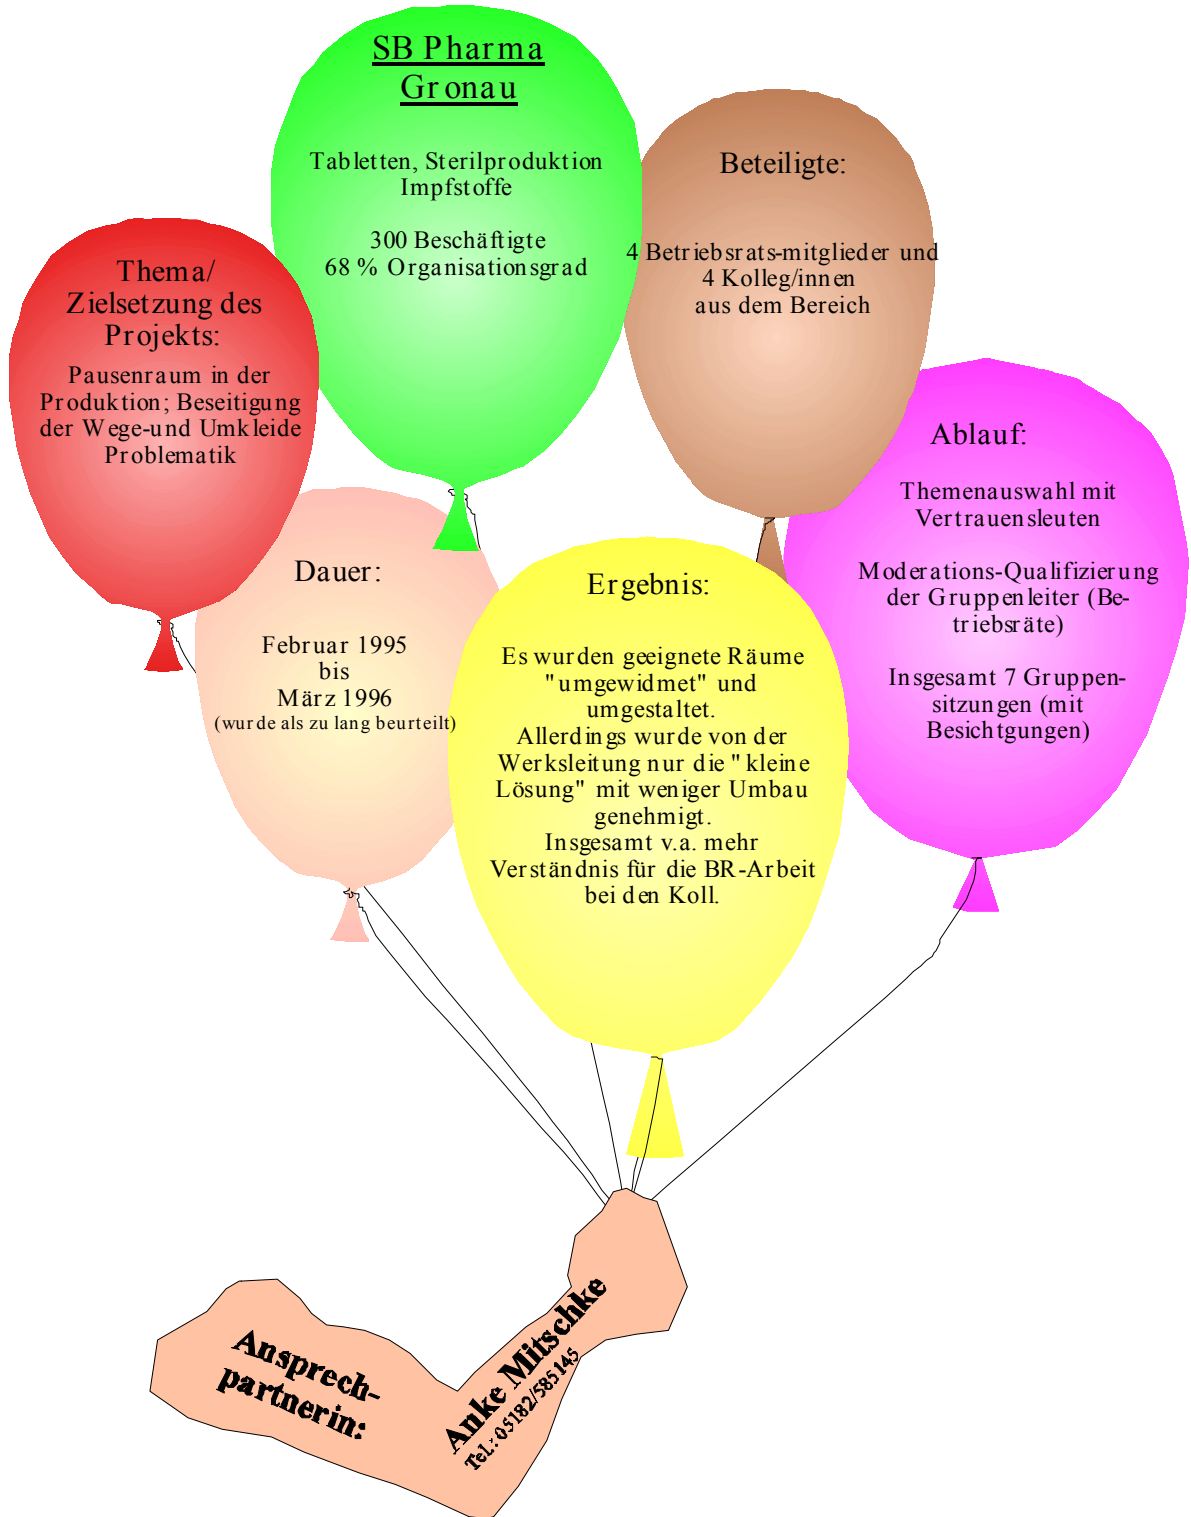 SB Pharma
Gronau
Tabletten, Sterilproduktion
Impfstoffe
300 Beschäftigte
68 % Organisationsgrad
Beteiligte:
4 Betriebsrats-mitglieder und
4 Kolleg/innen
aus dem Bereich
Thema/
Zielsetzung des
Projekts:
Pausenraum in der
Produktion; Beseitigung
der Wege-und Umkleide
Problematik
Ablauf:
Themenauswahl mit
Vertrauensleuten
Moderations-Qualifizierung
der Gruppenleiter (Be-
triebsräte)
Insgesamt 7 Gruppen-
sitzungen (mit
Besichtgungen)
Dauer:
Februar 1995
bis
März 1996
(wurde als zu lang beurteilt)
Ergebnis:
Es wurden geeignete Räume
"umgewidmet" und
umgestaltet.
Allerdings wurde von der
Werksleitung nur die "kleine
Lösung" mit weniger Umbau
genehmigt.
Insgesamt v.a. mehr
Verständnis für die BR-Arbeit
bei den Koll.
Ansprech-
partnerin:
Anke Mitschke
Tel.: 05182/585145